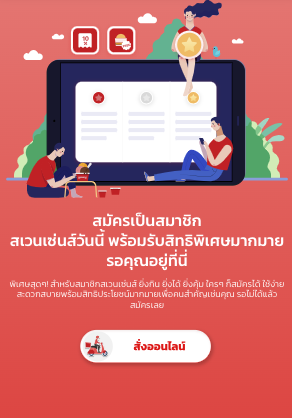 สมัครเป็นสมาชิก
สเวนเซ่นส์วันนี้ พร้อมรับสิทธิพิเศษมากมาย
รอคุณอยู่ที่นี่
พิเศษสุดๆ! สำหรับสมาชิกสเวนเซ่นส์ ยิ่งกิน ยิ่งได้ ยิ่งคุ้ม ใครๆ ก็สมัครได้ ใช้ง่าย
สะดวกสบายพร้อมสิทธิประโยชน์มากมายเพื่อคนสำคัญเช่นคุณ รอไม่ได้แล้ว
สมัครเลย
สั่งออนไลน์